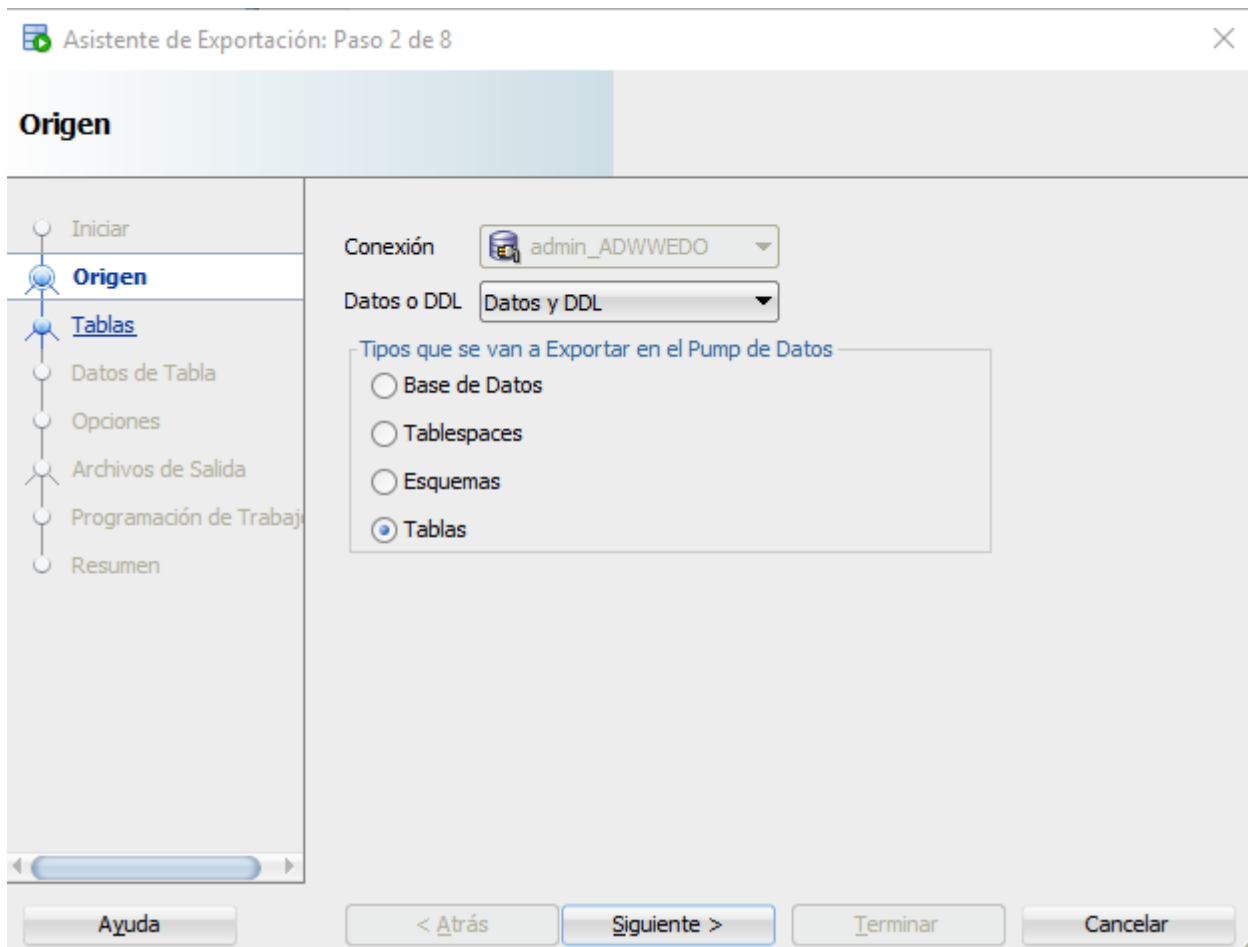 Asistente de Exportación: Paso 2 de 8
Origen
Iniciar
Origen
Tablas
Datos de Tabla
Opciones
Archivos de Salida
Programación de Trabaj
Resumen
Conexión admin_ADWWEDO
Datos o DDL Datos y DDL
Tipos que se van a Exportar en el Pump de Datos
Base de Datos
Tablespaces
Esquemas
Tablas
Ayuda < Atrás Siguiente > Terminar Cancelar